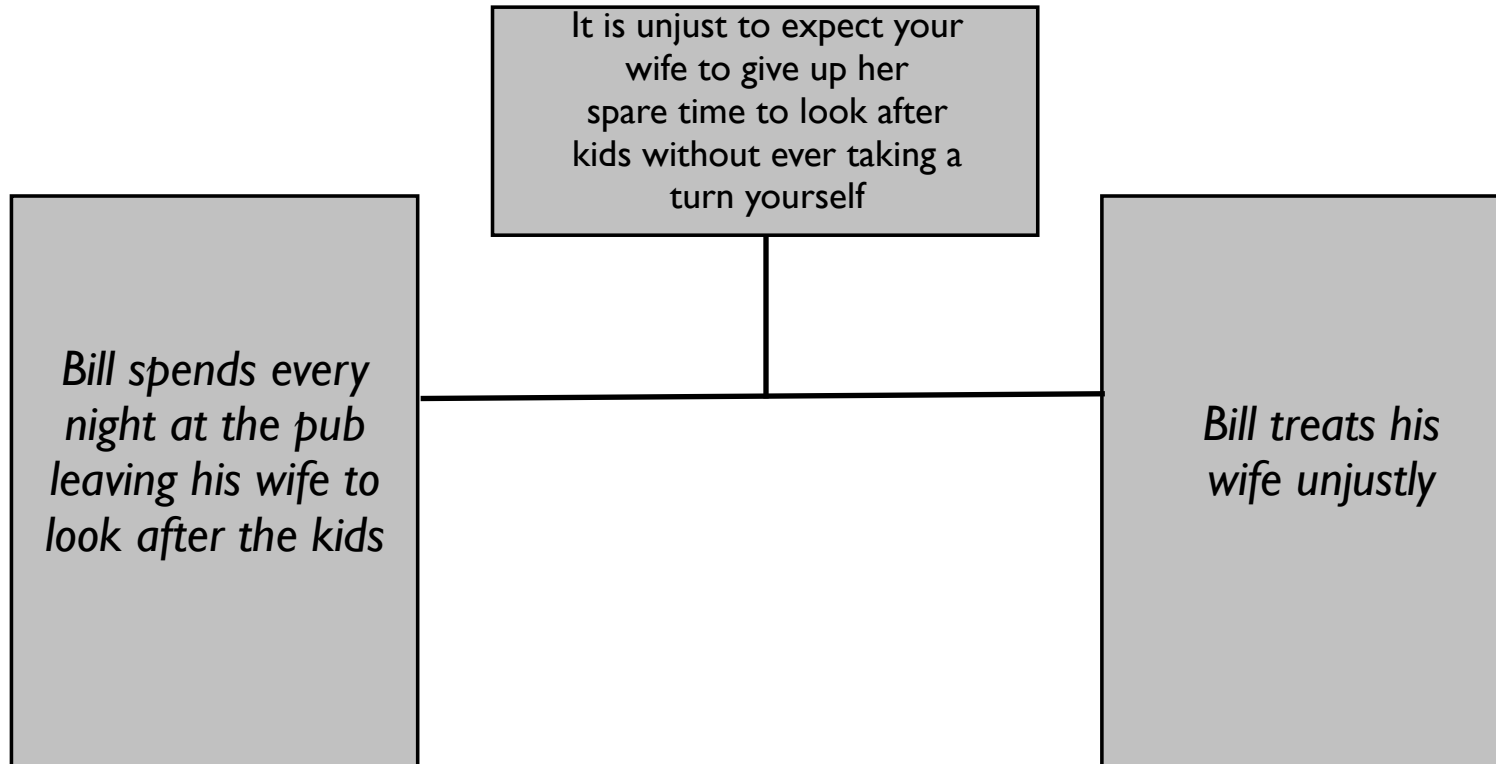 It is unjust to expect your
wife to give up her
spare time to look after
kids without ever taking a
turn yourself
Bill spends every
night at the pub
leaving his wife to
look after the kids
Bill treats his
wife unjustly